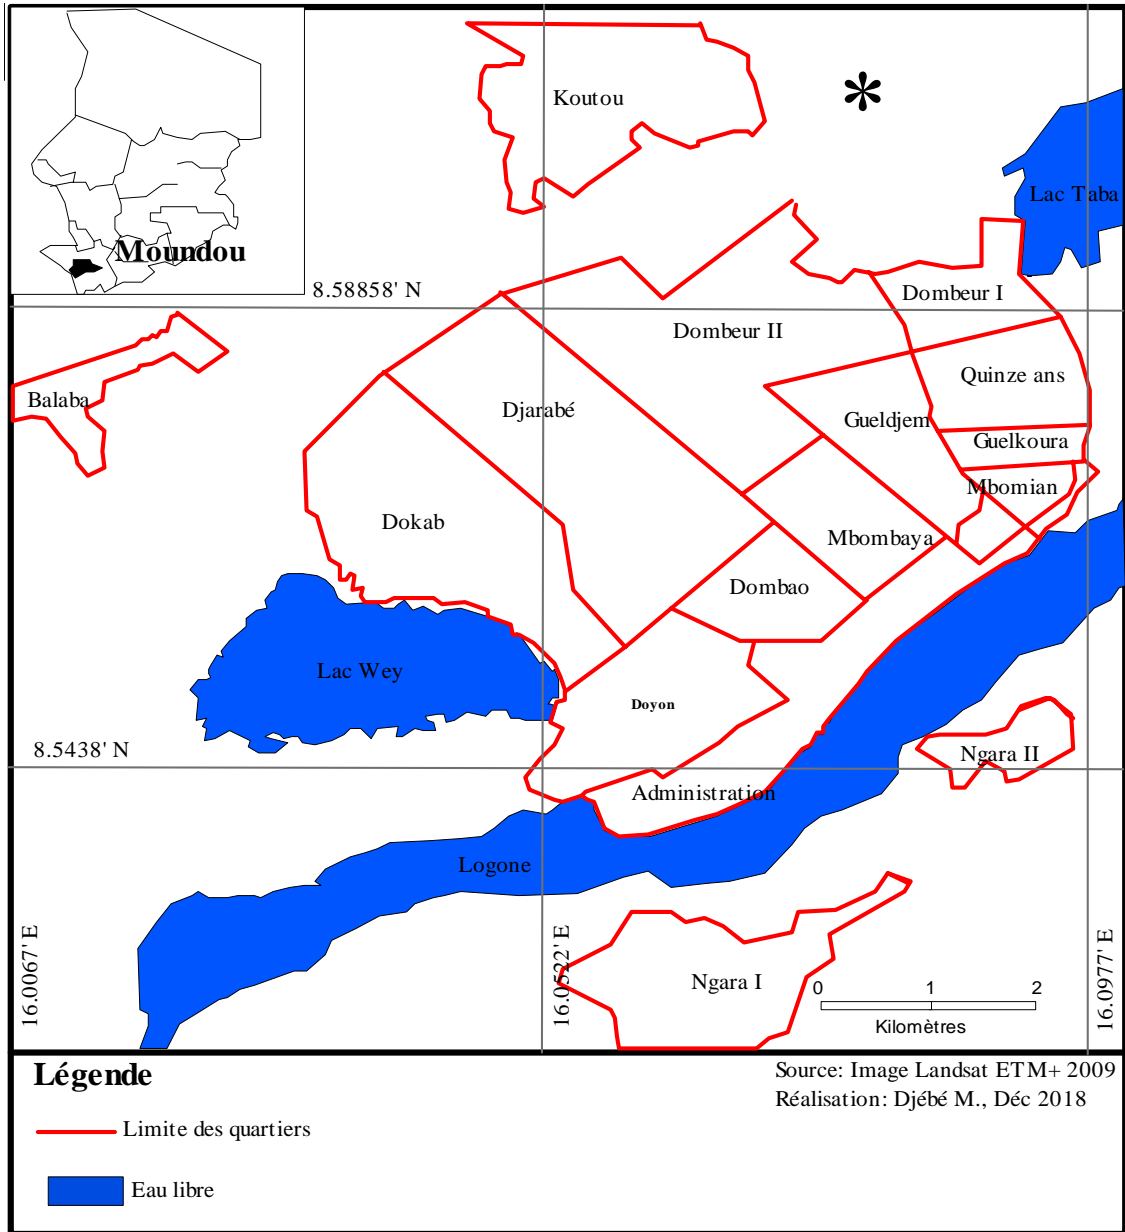 Koutou
*
Lac Taba
Moundou
8.58858' N
Dombeur I
Dombeur II
Quinze ans
Balaba
Djarabé
Gueldjem
Guelkoura
Mbomian
Dokab
Mbombaya
Dombao
Lac Wey
Doyon
8.5438' N
Ngara II
Administration
Logone
16.0067' E
16.0522' E
16.0977' E
Ngara I
0 1 2
Kilomètres
Légende
Source: Image Landsat ETM+ 2009
Réalisation: Djébé M., Déc 2018
Limite des quartiers
Eau libre